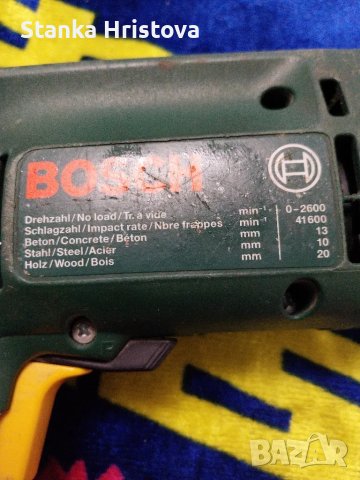 Stanka Hristova
BOSCH
Drehzahl/No load/Tr. à vide min⁻¹ 0-2600
Schlagzahl/Impact rate/Nbre frappes min⁻¹ 41600
Beton/Concrete/Béton mm 13
Stahl/Steel/Acier mm 10
Holz/Wood/Bois mm 20
BAZAR